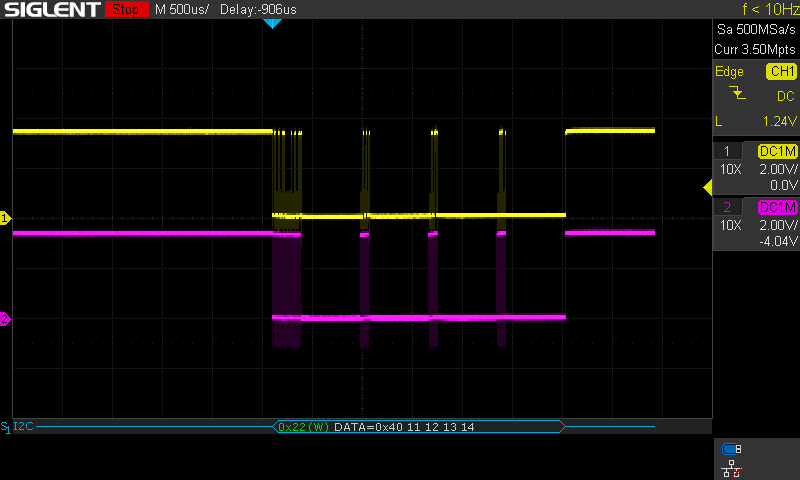 SIGLENT Stop M 500us/ Delay:-906us f < 10Hz
Sa 500MSa/s
Curr 3.50Mpts
Edge CH1
DC
L 1.24V
1 DC1M
10X 2.00V/
0.0V
2 DC1M
10X 2.00V/
-4.04V
1
2
S1 I2C 0x22(W) DATA=0x40 11 12 13 14